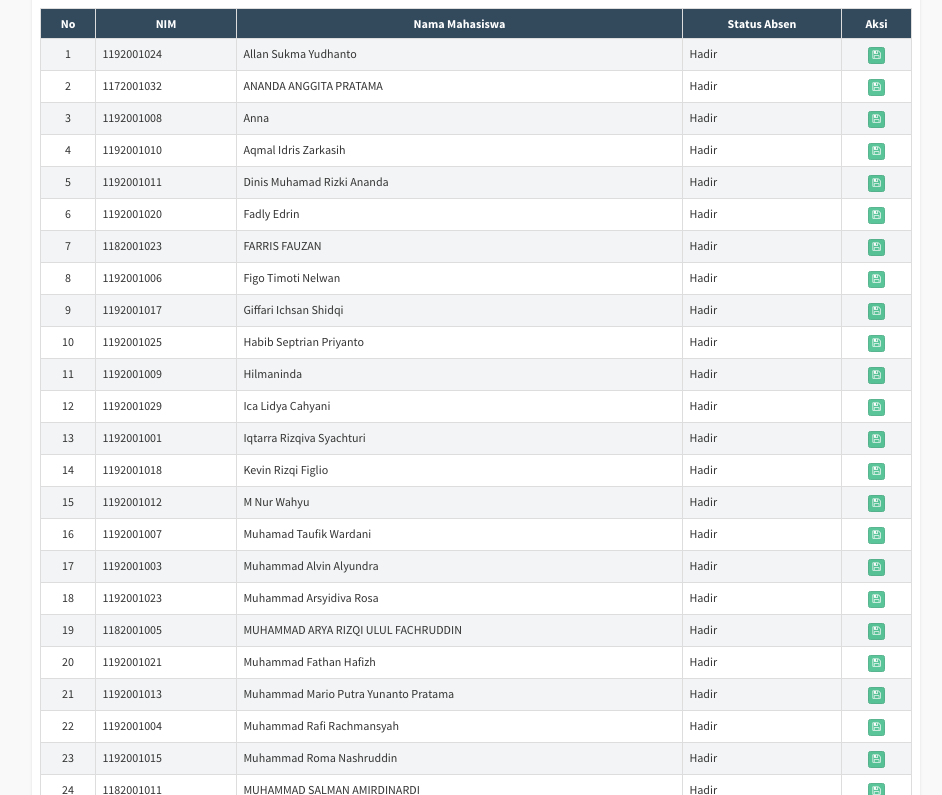 No NIM Nama Mahasiswa Status Absen Aksi
1 1192001024 Allan Sukma Yudhanto Hadir
2 1172001032 ANANDA ANGGITA PRATAMA Hadir
3 1192001008 Anna Hadir
4 1192001010 Aqmal Idris Zarkasih Hadir
5 1192001011 Dinis Muhamad Rizki Ananda Hadir
6 1192001020 Fadly Edrin Hadir
7 1182001023 FARRIS FAUZAN Hadir
8 1192001006 Figo Timoti Nelwan Hadir
9 1192001017 Giffari Ichsan Shidqi Hadir
10 1192001025 Habib Septrian Priyanto Hadir
11 1192001009 Hilmaninda Hadir
12 1192001029 Ica Lidya Cahyani Hadir
13 1192001001 Iqtarra Rizqiva Syachturi Hadir
14 1192001018 Kevin Rizqi Figlio Hadir
15 1192001012 M Nur Wahyu Hadir
16 1192001007 Muhamad Taufik Wardani Hadir
17 1192001003 Muhammad Alvin Alyundra Hadir
18 1192001023 Muhammad Arsyidiva Rosa Hadir
19 1182001005 MUHAMMAD ARYA RIZQI ULUL FACHRUDDIN Hadir
20 1192001021 Muhammad Fathan Hafizh Hadir
21 1192001013 Muhammad Mario Putra Yunanto Pratama Hadir
22 1192001004 Muhammad Rafi Rachmansyah Hadir
23 1192001015 Muhammad Roma Nashruddin Hadir
24 1182001011 MUHAMMAD SALMAN AMIRDINARDI Hadir